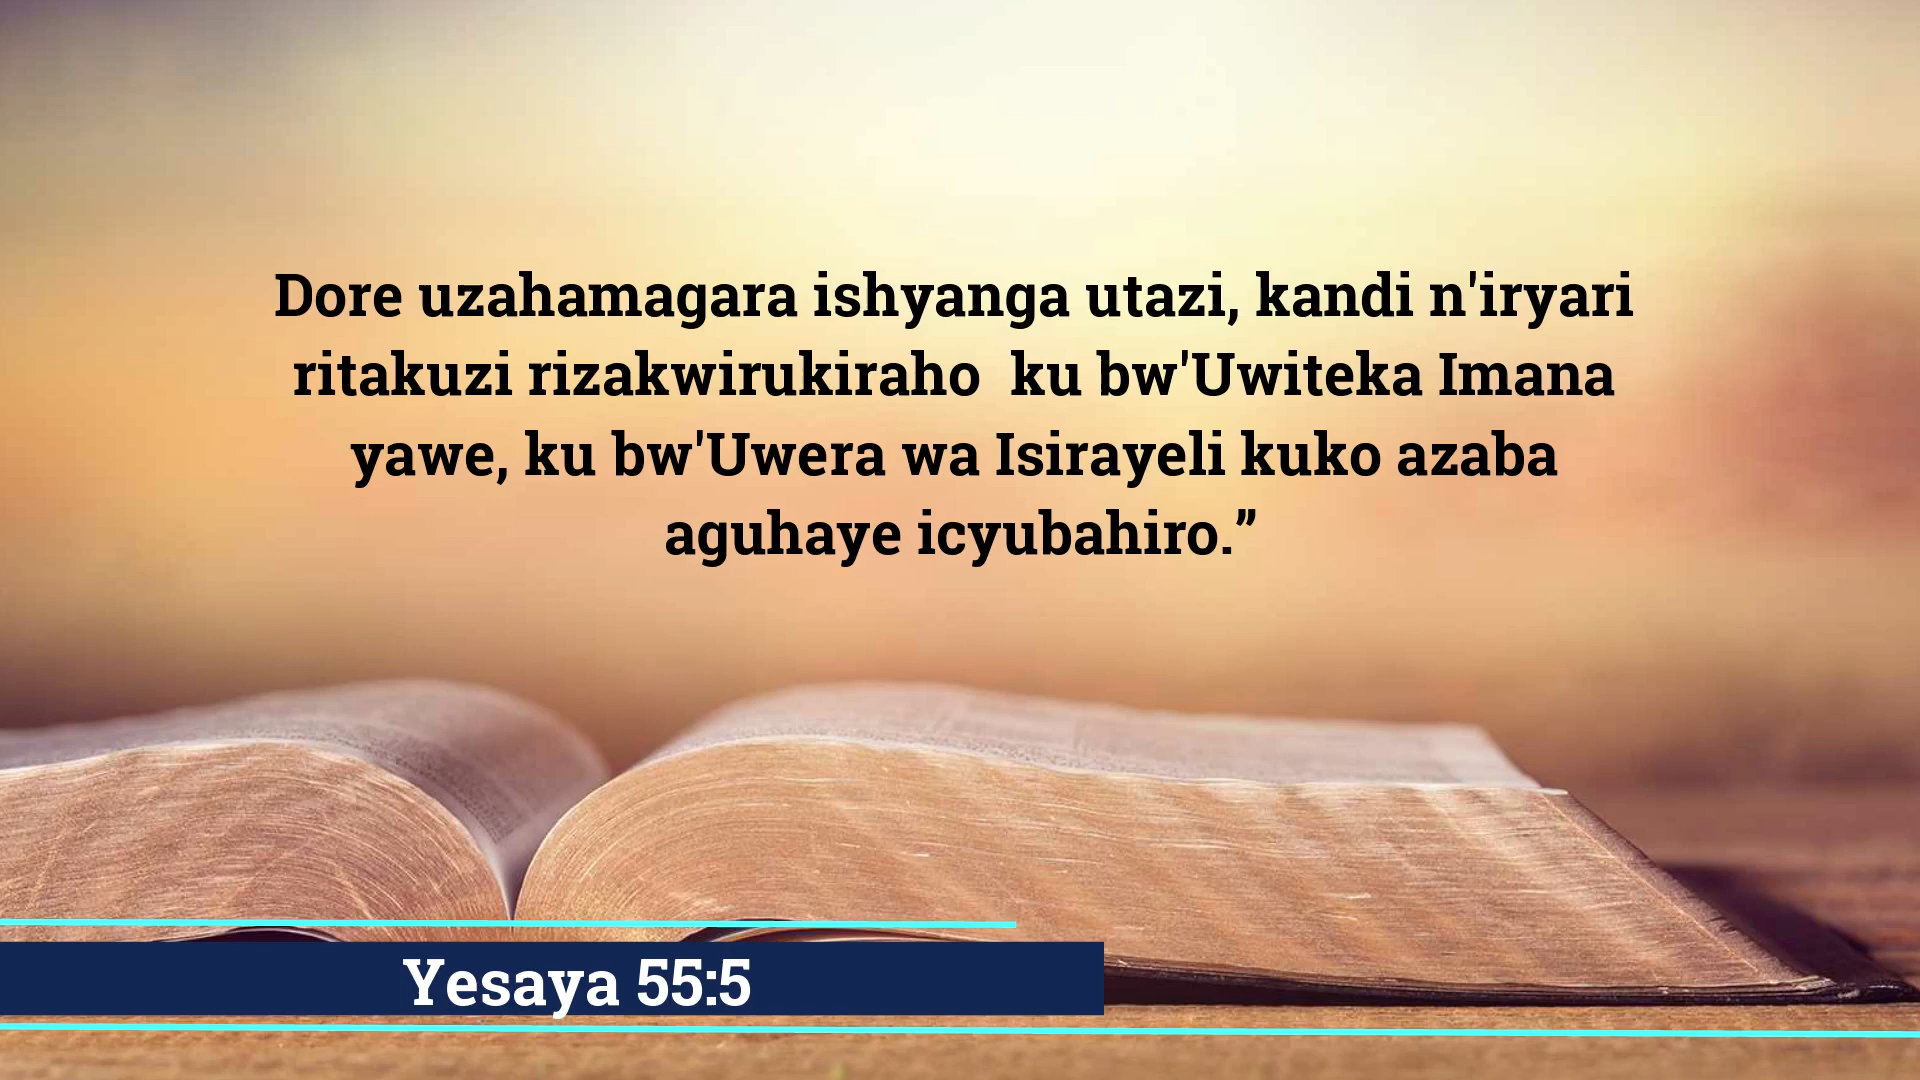 Dore uzahamagara ishyanga utazi, kandi n'iryari
ritakuzi rizakwirukiraho  ku bw'Uwiteka Imana
yawe, ku bw'Uwera wa Isirayeli kuko azaba
aguhaye icyubahiro.”
Yesaya 55:5